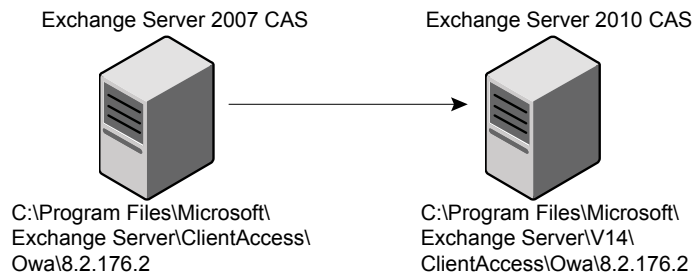 Exchange Server 2007 CAS
Exchange Server 2010 CAS
C:\Program Files\Microsoft\
Exchange Server\ClientAccess\
Owa\8.2.176.2
C:\Program Files\Microsoft\
Exchange Server\V14\
ClientAccess\Owa\8.2.176.2